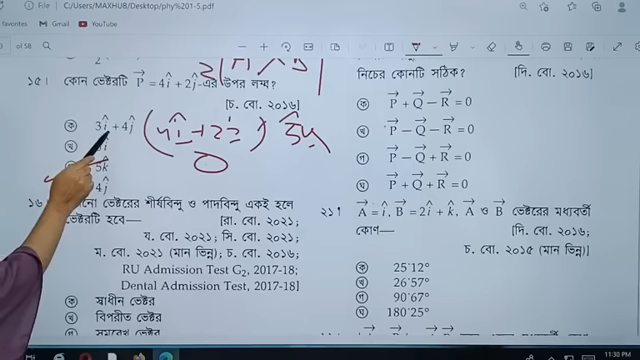 File
C:/Users/MAXHUB/Desktop/phy%201-5.pdf
favorites
M Gmail
YouTube
of 58
১৫। কোন ভেক্টরটি P = 4î + 2ĵ-এর উপর লম্ব?
[চ. বো. ২০১৬]
ক 3î + 4ĵ
(4î + 2ĵ) 5k
খ
5k̂
4ĵ
শীর্ষবিন্দু ও পাদবিন্দু একই হলে
ভেক্টরটি হবে—
[রা. বো. ২০২১;
য. বো. ২০২১; সি. বো. ২০২১;
ম. বো. ২০২১ (মান ভিন্ন); চ. বো. ২০১৬;
RU Admission Test G₂, 2017-18;
Dental Admission Test, 2017-18]
ক স্বাধীন ভেক্টর
খ বিপরীত ভেক্টর
গ সমরেখ ভেক্টর
নিচের কোনটি সঠিক?
[দি. বো. ২০১৬]
ক P + Q − R = 0
খ P − Q − R = 0
গ P − Q + R = 0
ঘ P + Q + R = 0
২১। A = î, B = 2î + k̂, A ও B ভেক্টরের মধ্যবর্তী
কোণ—
[দি. বো. ২০১৬;
চ. বো. ২০১৫ (মান ভিন্ন)]
ক 25·12°
খ 26·57°
গ 90·67°
ঘ 180·25°
11:30 PM